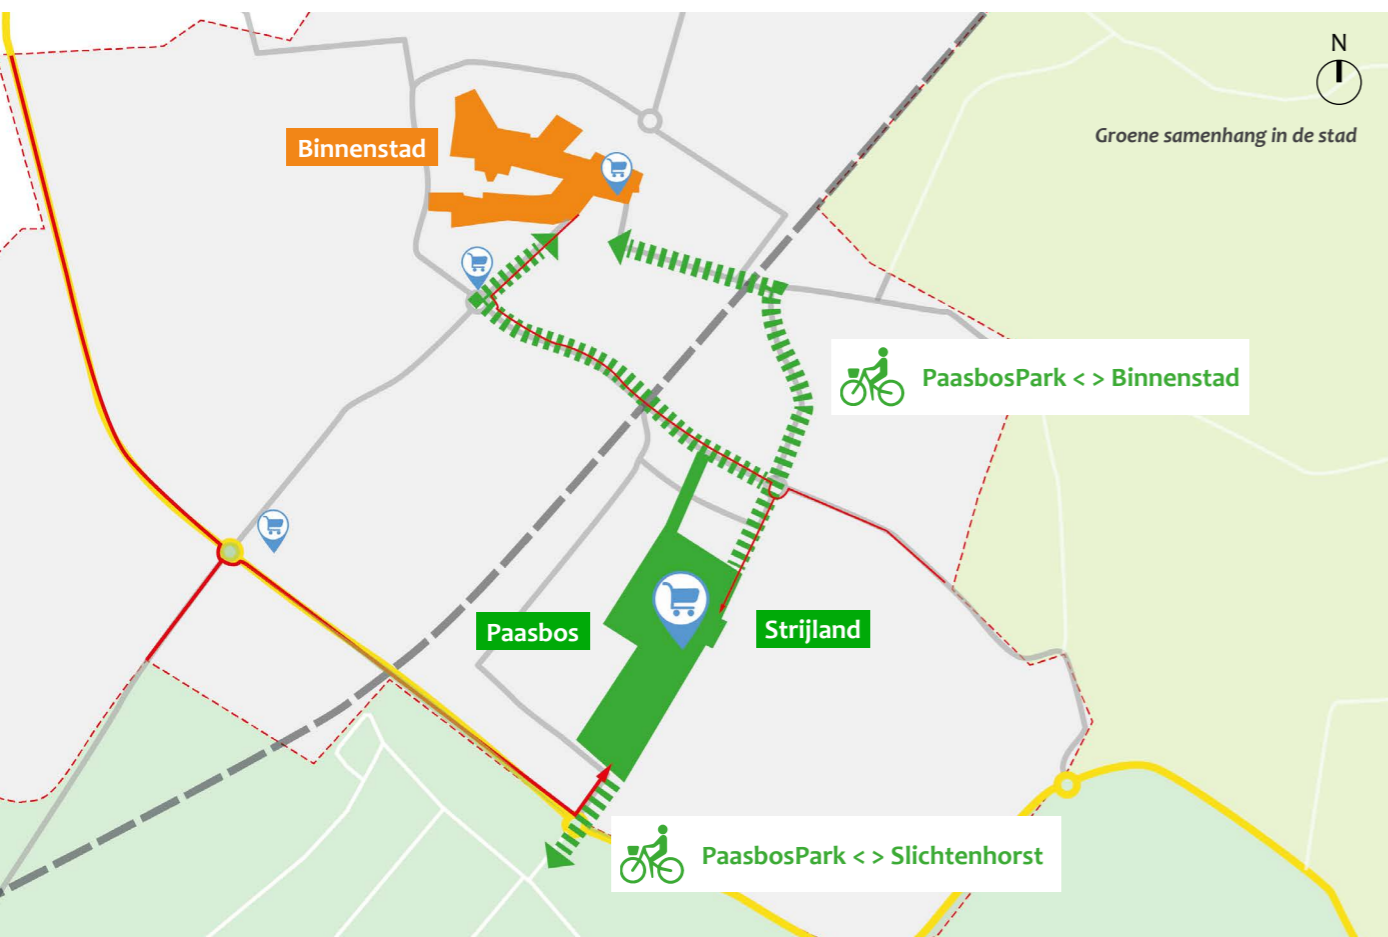 N
Groene samenhang in de stad
Binnenstad
PaasbosPark < > Binnenstad
Paasbos
Strijland
PaasbosPark < > Slichtenhorst